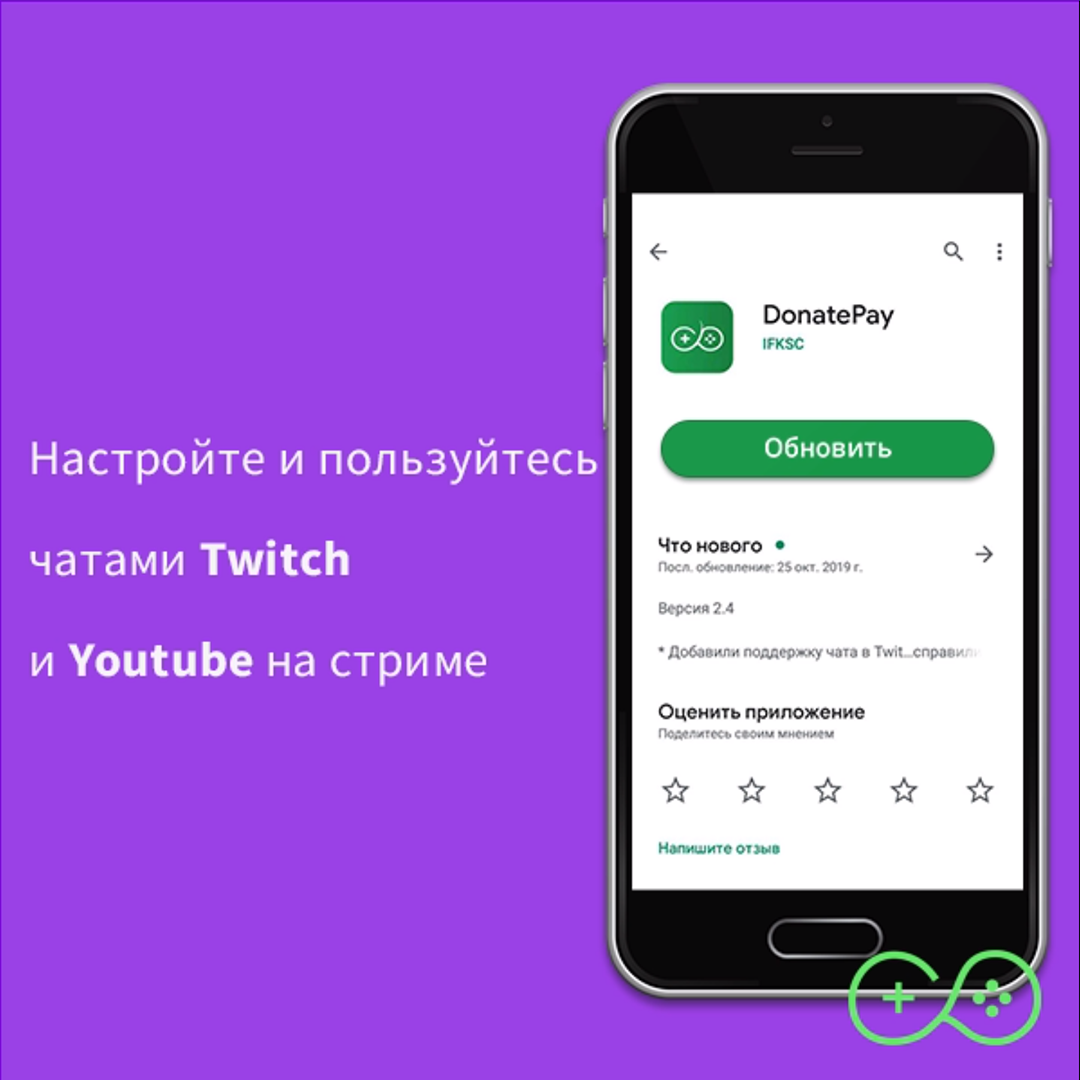 Настройте и пользуйтесь
чатами Twitch
и Youtube на стриме
DonatePay
IFKSC
Обновить
Что нового
Посл. обновление: 25 окт. 2019 г.
Версия 2.4
* Добавили поддержку чата в Twit...справили
Оценить приложение
Поделитесь своим мнением
Напишите отзыв